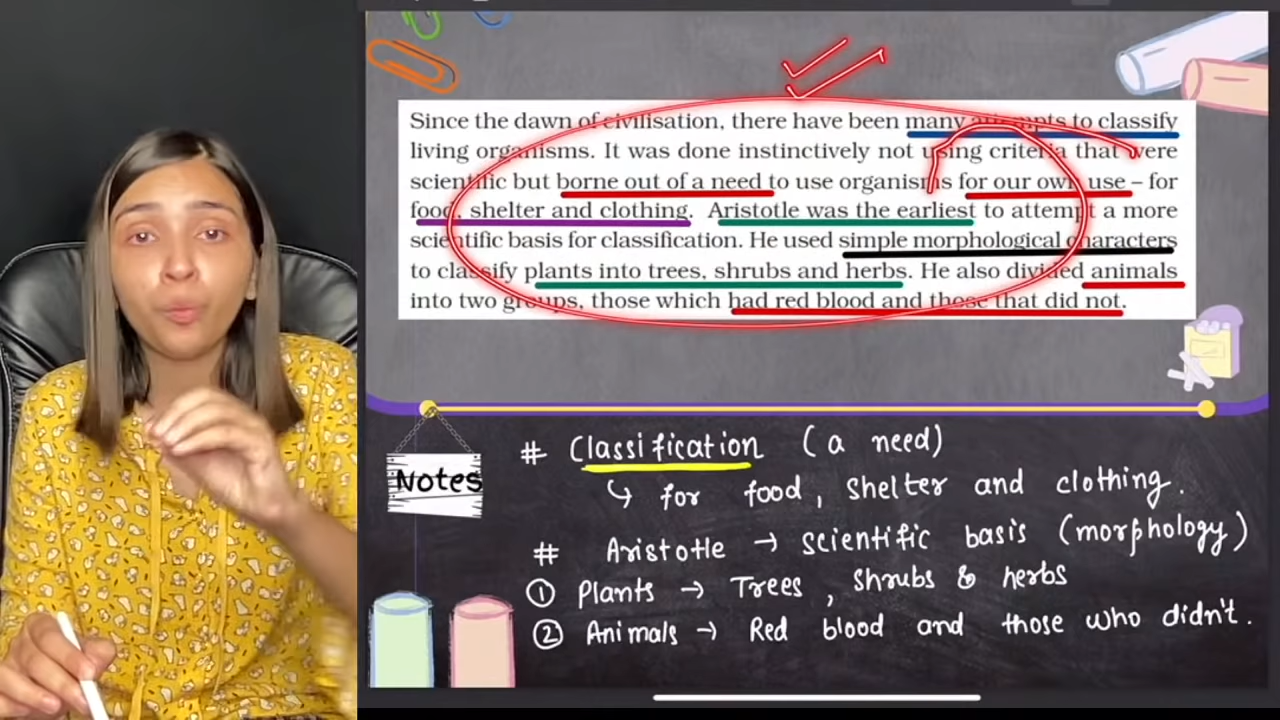 Since the dawn of civilisation, there have been many attempts to classify
living organisms. It was done instinctively not using criteria that were
scientific but borne out of a need to use organisms for our own use – for
food, shelter and clothing. Aristotle was the earliest to attempt a more
scientific basis for classification. He used simple morphological characters
to classify plants into trees, shrubs and herbs. He also divided animals
into two groups, those which had red blood and those that did not.
Notes
# Classification (a need)
↳ for food, shelter and clothing.
# Aristotle → scientific basis (morphology)
① Plants → Trees, shrubs & herbs
② Animals → Red blood and those who didn't.